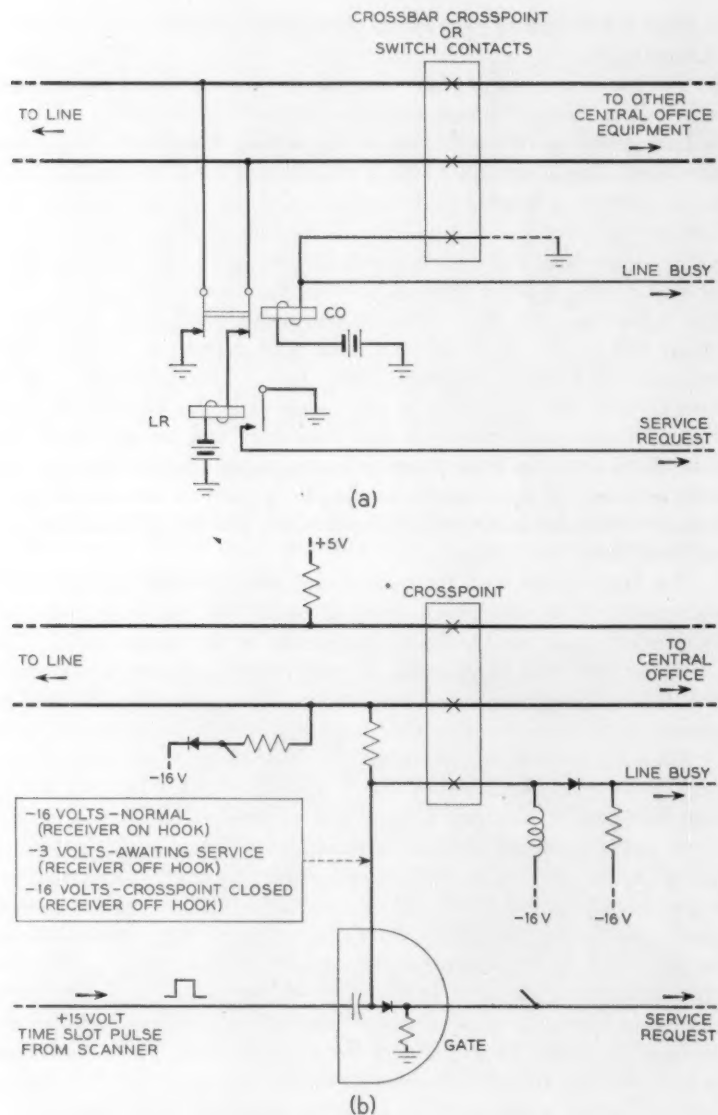 CROSSBAR CROSSPOINT
OR
SWITCH CONTACTS
TO LINE
TO OTHER
CENTRAL OFFICE
EQUIPMENT
LINE BUSY
CO
LR
SERVICE
REQUEST
(a)
+5V
CROSSPOINT
TO LINE
TO
CENTRAL
OFFICE
-16 V
LINE BUSY
-16 VOLTS-NORMAL
(RECEIVER ON HOOK)
-3 VOLTS-AWAITING SERVICE
(RECEIVER OFF HOOK)
-16 VOLTS-CROSSPOINT CLOSED
(RECEIVER OFF HOOK)
-16 V
-16 V
+15 VOLT
TIME SLOT PULSE
FROM SCANNER
GATE
SERVICE
REQUEST
(b)